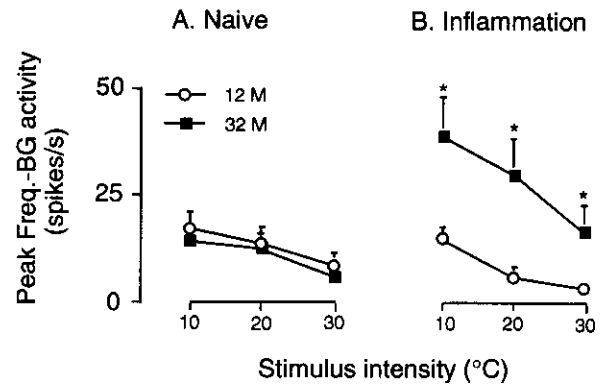 A. Naive
B. Inflammation
Peak Freq.-BG activity
(spikes/s)
50
25
0
12 M
32 M
*
*
*
10
20
30
10
20
30
Stimulus intensity (°C)